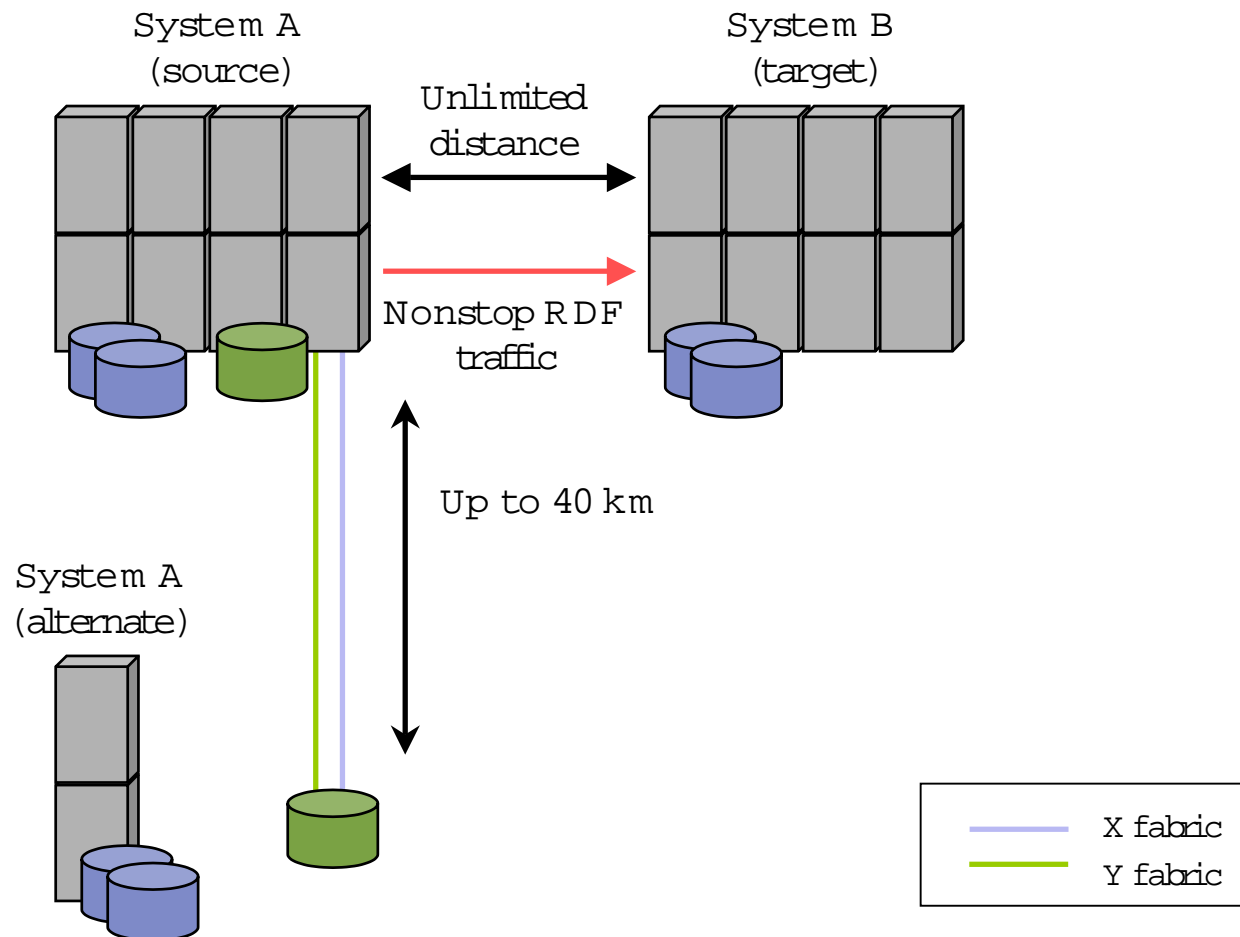 System A
(source)
System B
(target)
Unlimited
distance
Nonstop RDF
traffic
Up to 40 km
System A
(alternate)
X fabric
Y fabric